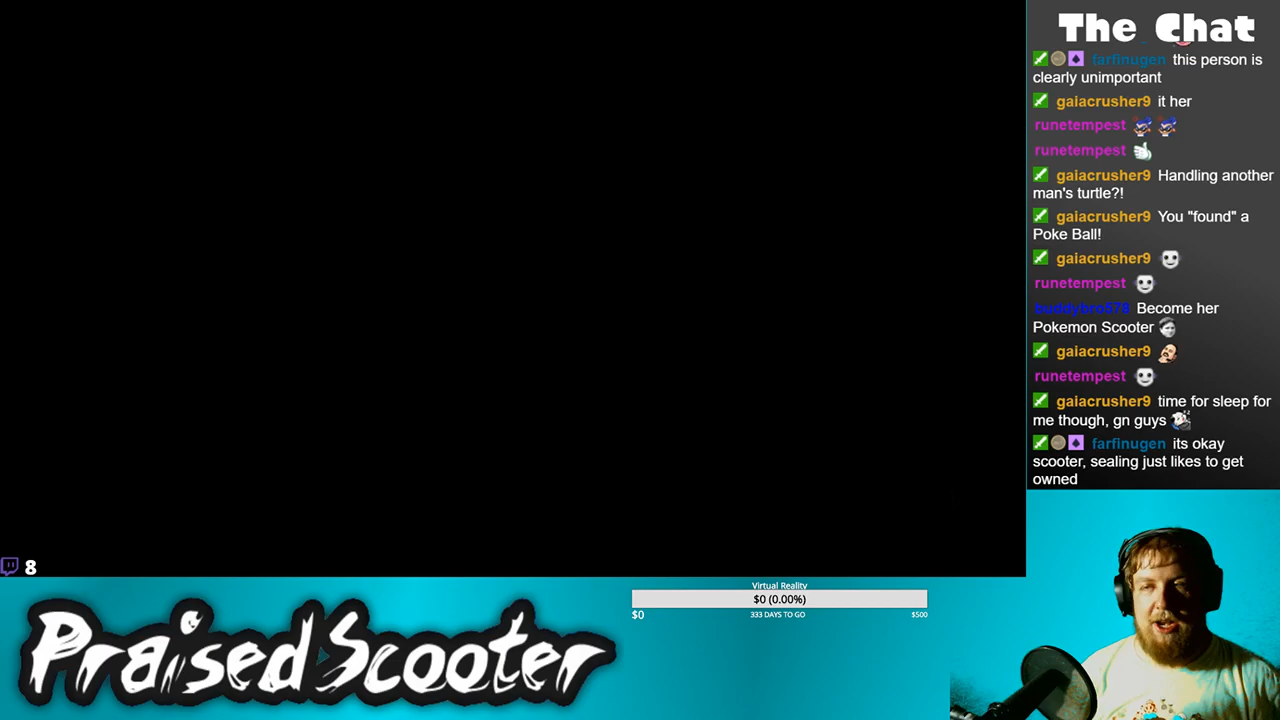 The Chat
farfinugen this person is
clearly unimportant
gaiacrusher9 it her
runetempest
runetempest
gaiacrusher9 Handling another
man's turtle?!
gaiacrusher9 You "found" a
Poke Ball!
gaiacrusher9
runetempest
buddybro579 Become her
Pokemon Scooter
gaiacrusher9
runetempest
gaiacrusher9 time for sleep for
me though, gn guys
farfinugen its okay
scooter, sealing just likes to get
owned
8
Virtual Reality
$0 (0.00%)
$0 333 DAYS TO GO $500
PraisedScooter